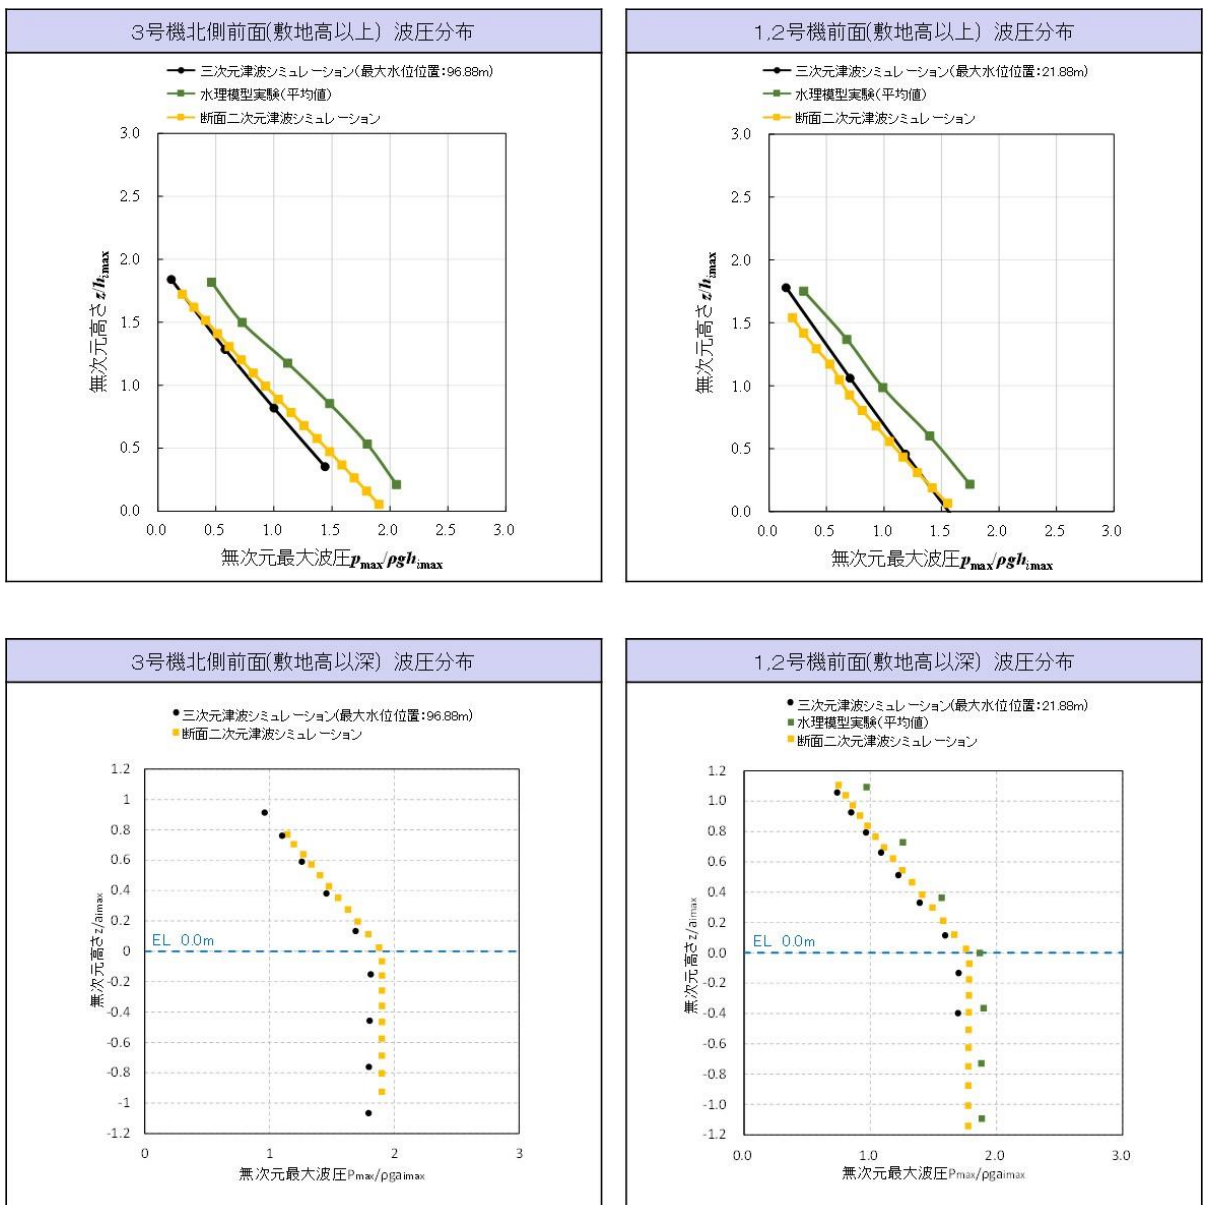 3号機北側前面(敷地高以上) 波圧分布
三次元津波シミュレーション(最大水位位置:96.88m)
水理模型実験(平均値)
断面二次元津波シミュレーション
3.0
2.5
2.0
1.5
1.0
0.5
0.0
無次元高さz/himax
0.0 0.5 1.0 1.5 2.0 2.5 3.0
無次元最大波圧pmax/ρghimax
1,2号機前面(敷地高以上) 波圧分布
三次元津波シミュレーション(最大水位位置:21.88m)
水理模型実験(平均値)
断面二次元津波シミュレーション
3.0
2.5
2.0
1.5
1.0
0.5
0.0
無次元高さz/himax
0.0 0.5 1.0 1.5 2.0 2.5 3.0
無次元最大波圧pmax/ρghimax
3号機北側前面(敷地高以深) 波圧分布
三次元津波シミュレーション(最大水位位置:96.88m)
断面二次元津波シミュレーション
1.2
1
0.8
0.6
0.4
0.2
0
-0.2
-0.4
-0.6
-0.8
-1
-1.2
EL 0.0m
無次元高さz/aimax
0 1 2 3
無次元最大波圧Pmax/ρgaimax
1,2号機前面(敷地高以深) 波圧分布
三次元津波シミュレーション(最大水位位置:21.88m)
水理模型実験(平均値)
断面二次元津波シミュレーション
1.2
1.0
0.8
0.6
0.4
0.2
0.0
-0.2
-0.4
-0.6
-0.8
-1.0
-1.2
EL 0.0m
無次元高さz/aimax
0.0 1.0 2.0 3.0
無次元最大波圧Pmax/ρgaimax